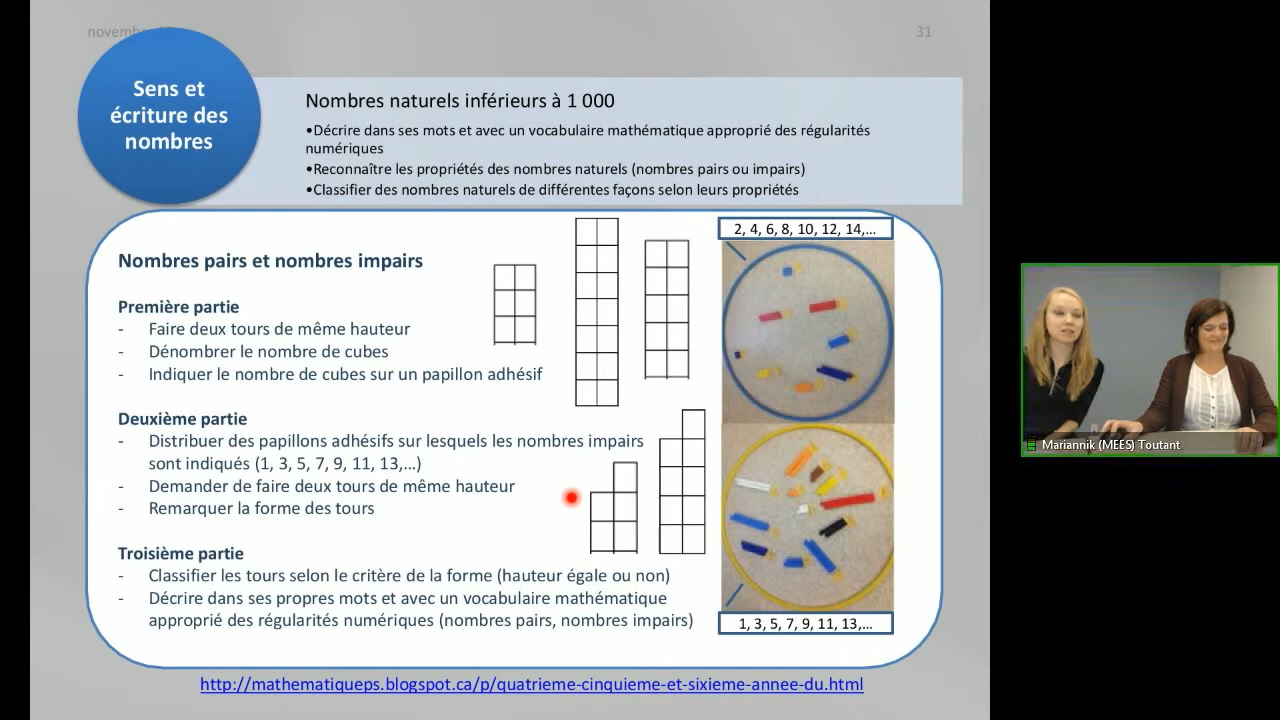 31
Sens et
écriture des
nombres
Nombres naturels inférieurs à 1 000
•Décrire dans ses mots et avec un vocabulaire mathématique approprié des régularités
numériques
•Reconnaître les propriétés des nombres naturels (nombres pairs ou impairs)
•Classifier des nombres naturels de différentes façons selon leurs propriétés
Nombres pairs et nombres impairs
Première partie
- Faire deux tours de même hauteur
- Dénombrer le nombre de cubes
- Indiquer le nombre de cubes sur un papillon adhésif
Deuxième partie
- Distribuer des papillons adhésifs sur lesquels les nombres impairs
sont indiqués (1, 3, 5, 7, 9, 11, 13,…)
- Demander de faire deux tours de même hauteur
- Remarquer la forme des tours
Troisième partie
- Classifier les tours selon le critère de la forme (hauteur égale ou non)
- Décrire dans ses propres mots et avec un vocabulaire mathématique
approprié des régularités numériques (nombres pairs, nombres impairs)
2, 4, 6, 8, 10, 12, 14,…
1, 3, 5, 7, 9, 11, 13,…
http://mathematiqueps.blogspot.ca/p/quatrieme-cinquieme-et-sixieme-annee-du.html
Mariannik (MEES) Toutant